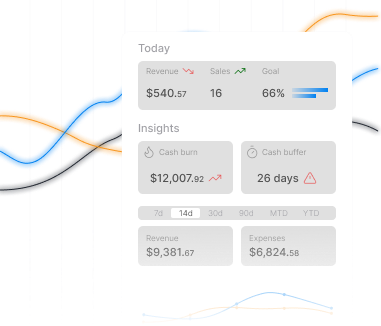 Today
Revenue Sales Goal
$540.57 16 66%
Insights
Cash burn Cash buffer
$12,007.92 26 days
7d 14d 30d 90d MTD YTD
Revenue Expenses
$9,381.67 $6,824.58